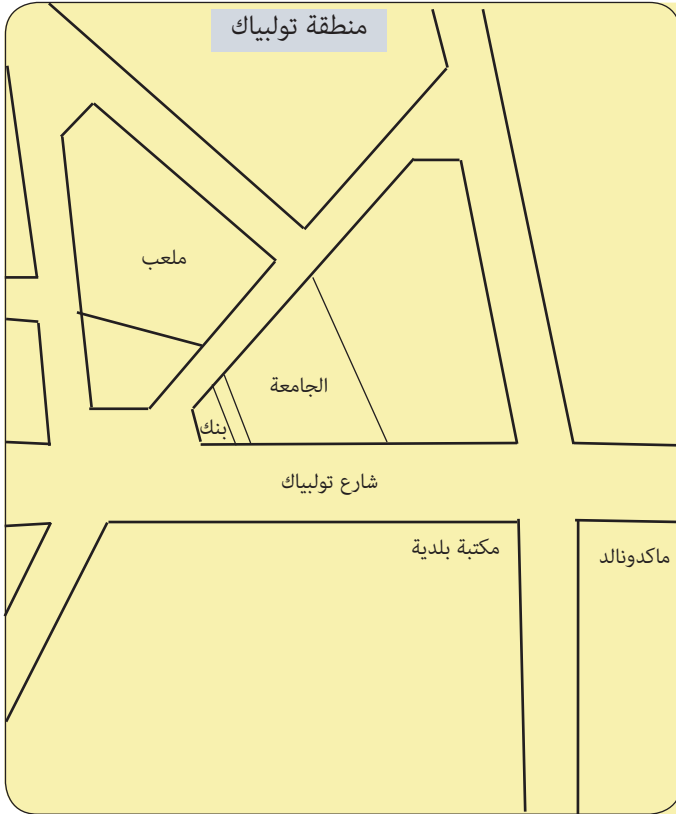 منطقة تولبياك
ملعب
الجامعة
بنك
شارع تولبياك
مكتبة بلدية
ماكدونالد